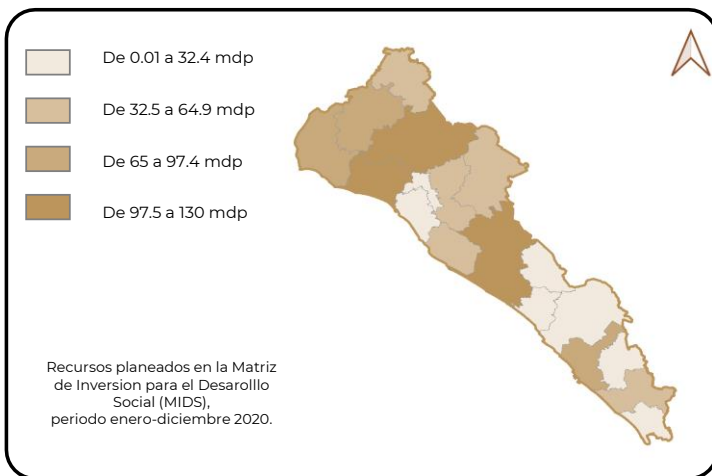 De 0.01 a 32.4 mdp
De 32.5 a 64.9 mdp
De 65 a 97.4 mdp
De 97.5 a 130 mdp
Recursos planeados en la Matriz
de Inversion para el Desarolllo
Social (MIDS),
periodo enero-diciembre 2020.